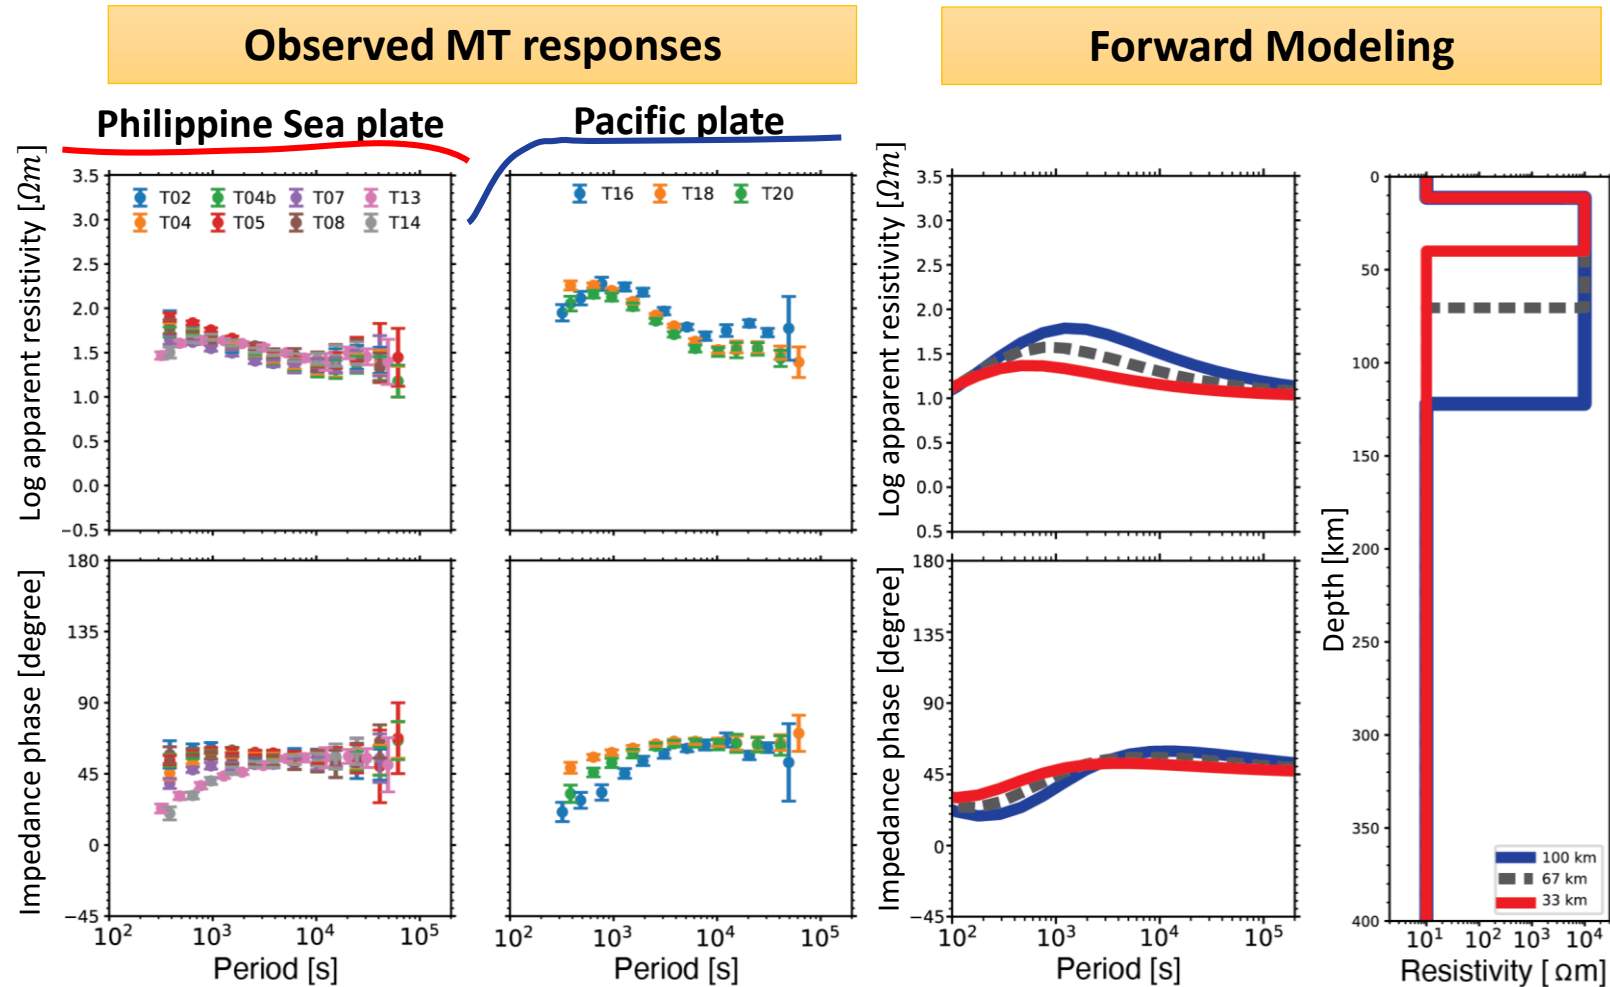 Observed MT responses
Forward Modeling
Philippine Sea plate
Pacific plate
Log apparent resistivity [Ωm]
3.5
3.0
2.5
2.0
1.5
1.0
0.5
0.0
−0.5
T02 T04b T07 T13
T04 T05 T08 T14
T16 T18 T20
Log apparent resistivity [Ωm]
3.5
3.0
2.5
2.0
1.5
1.0
0.5
0.0
0.5
Impedance phase [degree]
180
135
90
45
0
−45
10² 10³ 10⁴ 10⁵
Period [s]
10² 10³ 10⁴ 10⁵
Period [s]
Impedance phase [degree]
180
135
90
45
0
−45
10² 10³ 10⁴ 10⁵
Period [s]
Depth [km]
0
50
100
150
200
250
300
350
400
100 km
67 km
33 km
10¹ 10² 10³ 10⁴
Resistivity [ Ωm]